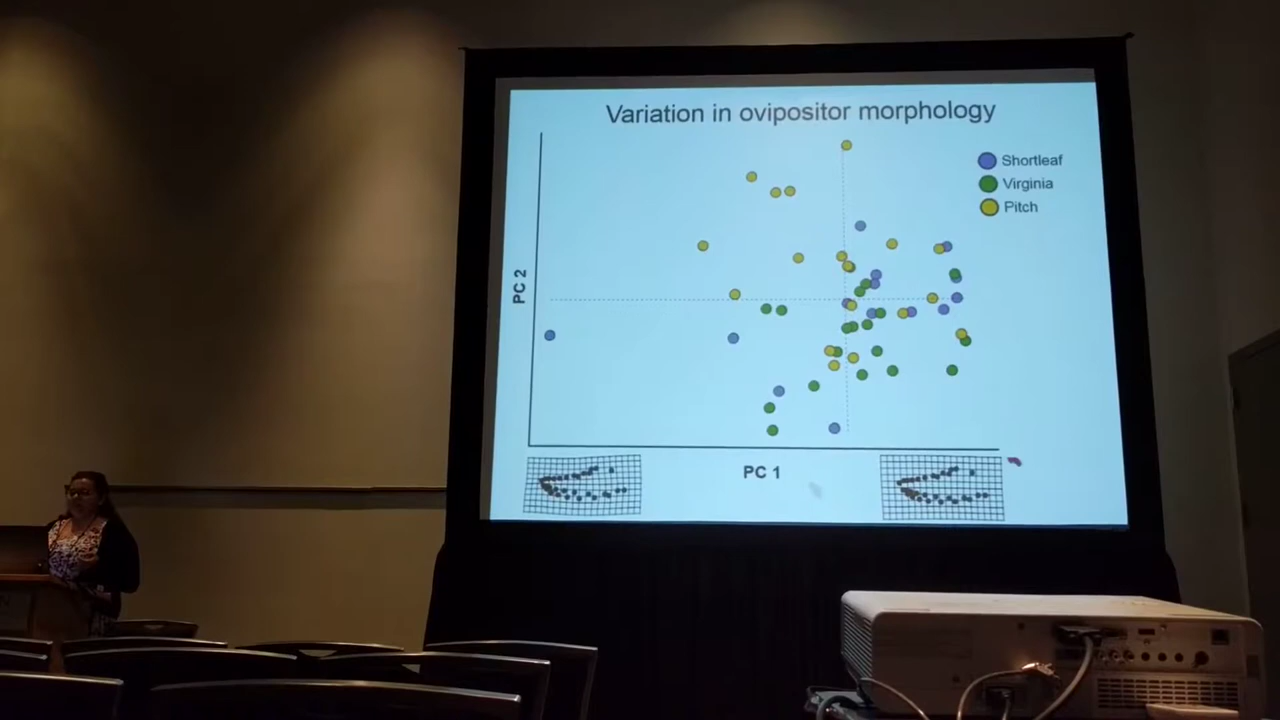 Variation in ovipositor morphology
Shortleaf
Virginia
Pitch
PC 2
PC 1